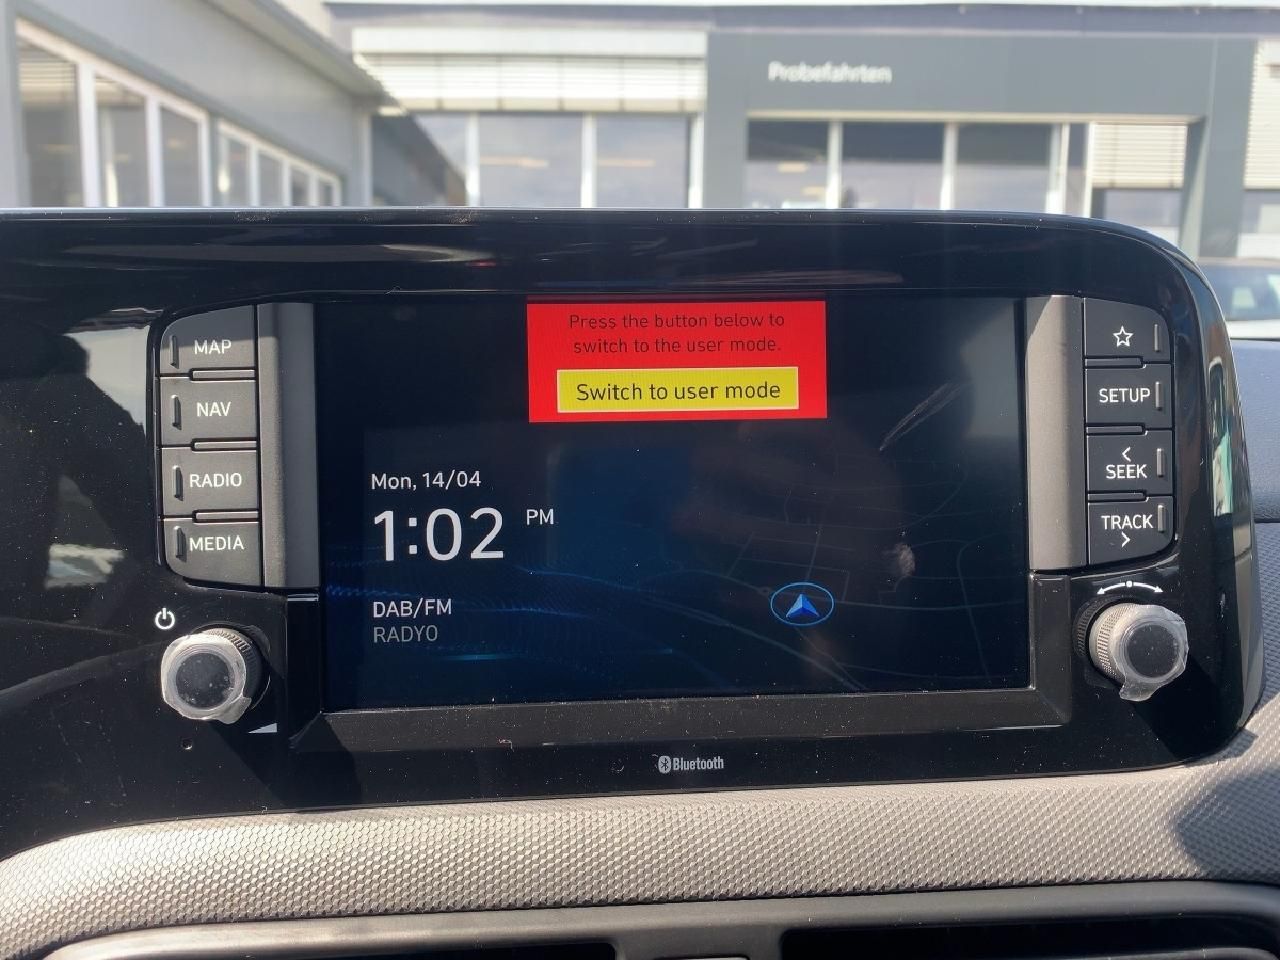 Probefahrten
Press the button below to
switch to the user mode.
Switch to user mode
MAP
NAV
RADIO
MEDIA
Mon, 14/04
1:02 PM
DAB/FM
RADYO
SETUP
<
SEEK
TRACK
>
Bluetooth